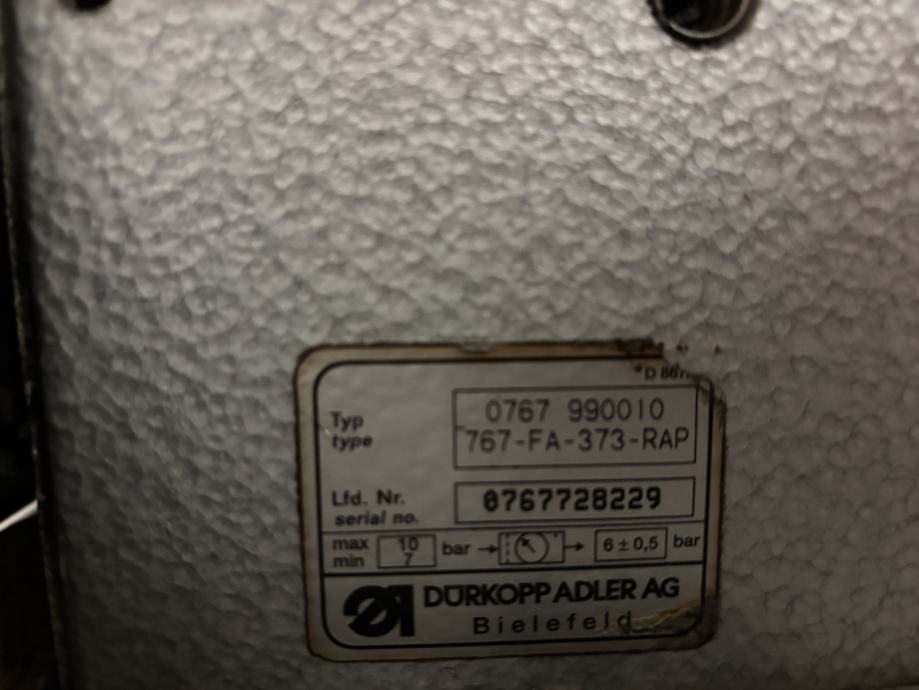 Typ
type
0767 990010
767-FA-373-RAP
Lfd. Nr.
serial no.
0767728229
max
min
10
7
bar
6 ± 0,5 bar
DÜRKOPP ADLER AG
Bielefeld